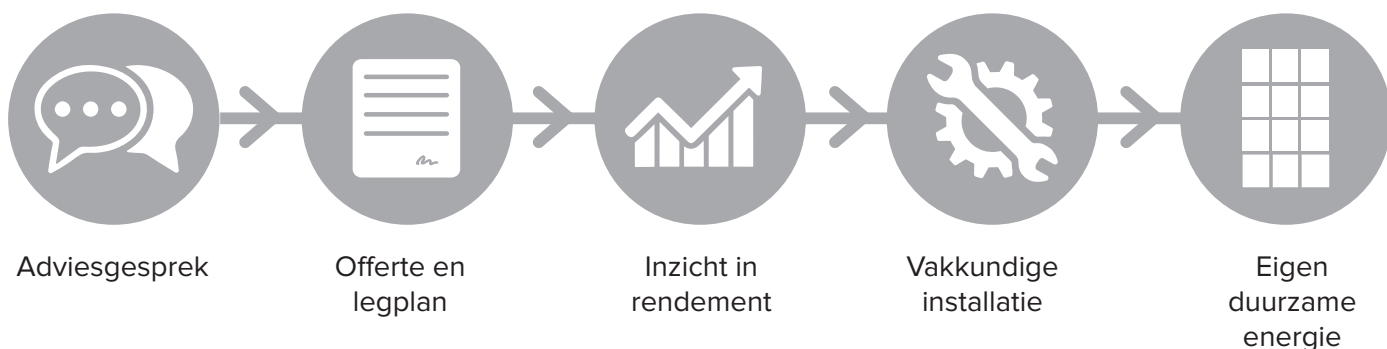 Adviesgesprek
Offerte en
legplan
Inzicht in
rendement
Vakkundige
installatie
Eigen
duurzame
energie